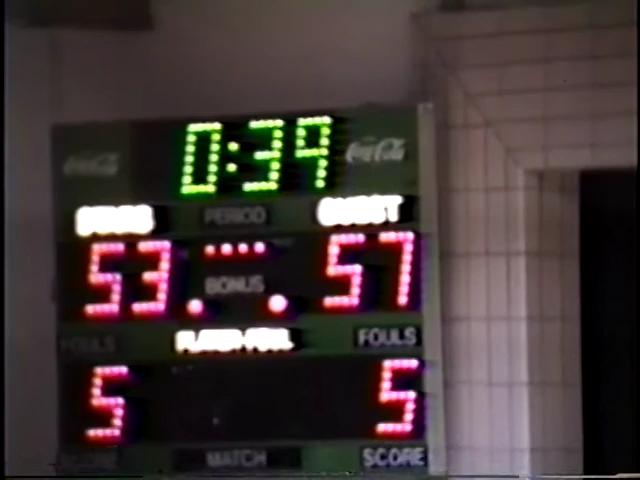 0:39
Coca-Cola Coca-Cola
PERIOD GUEST
53 57
BONUS
PLAYER-FOUL
FOULS FOULS
5 5
SCORE MATCH SCORE